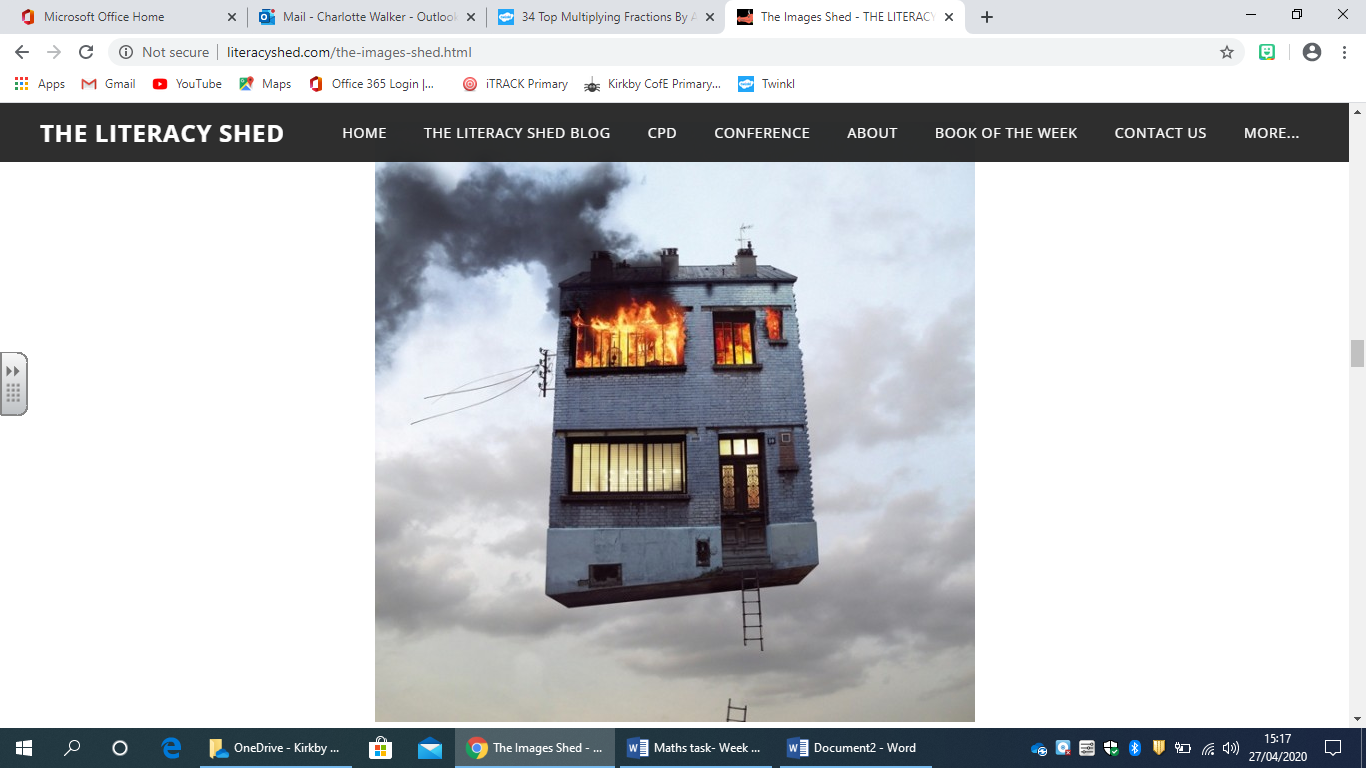 Microsoft Office Home
Mail - Charlotte Walker - Outlook
34 Top Multiplying Fractions By A
The Images Shed - THE LITERACY
Not secure | literacyshed.com/the-images-shed.html
Apps Gmail YouTube Maps Office 365 Login |... iTRACK Primary Kirkby CofE Primary... Twinkl
THE LITERACY SHED HOME THE LITERACY SHED BLOG CPD CONFERENCE ABOUT BOOK OF THE WEEK CONTACT US MORE...
OneDrive - Kirkby ... The Images Shed - ... Maths task- Week ... Document2 - Word
15:17
27/04/2020